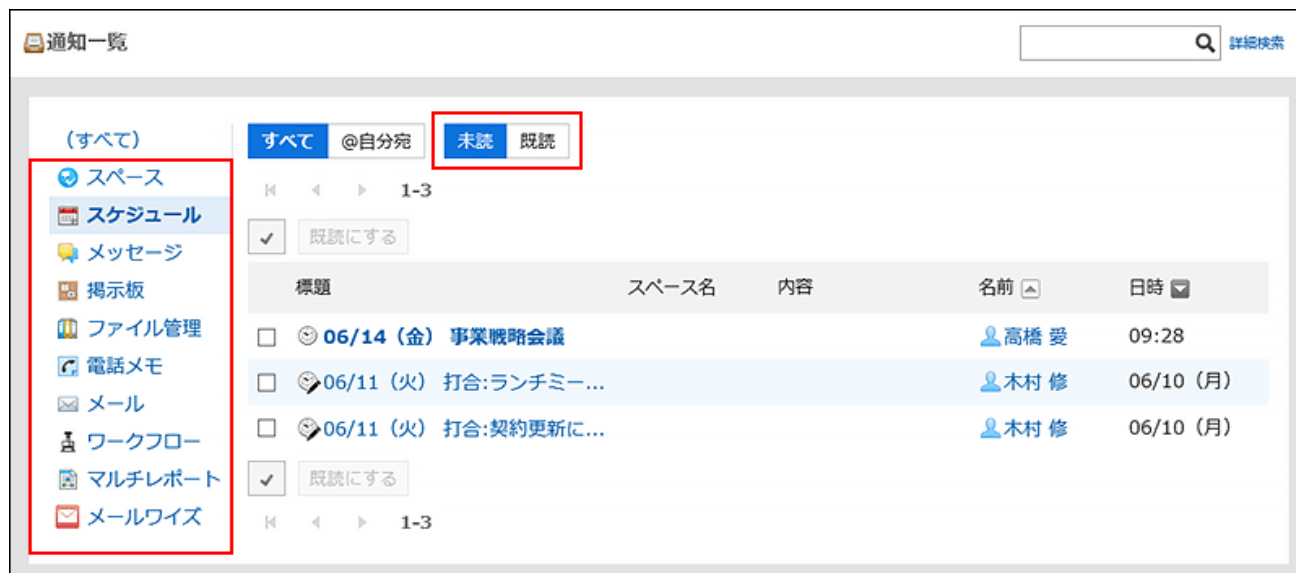 通知一覧
詳細検索
(すべて)
スペース
スケジュール
メッセージ
掲示板
ファイル管理
電話メモ
メール
ワークフロー
マルチレポート
メールワイズ
すべて @自分宛 未読 既読
1-3
既読にする
標題 スペース名 内容 名前 日時
06/14（金） 事業戦略会議 高橋 愛 09:28
06/11（火） 打合:ランチミー... 木村 修 06/10（月）
06/11（火） 打合:契約更新に... 木村 修 06/10（月）
既読にする
1-3